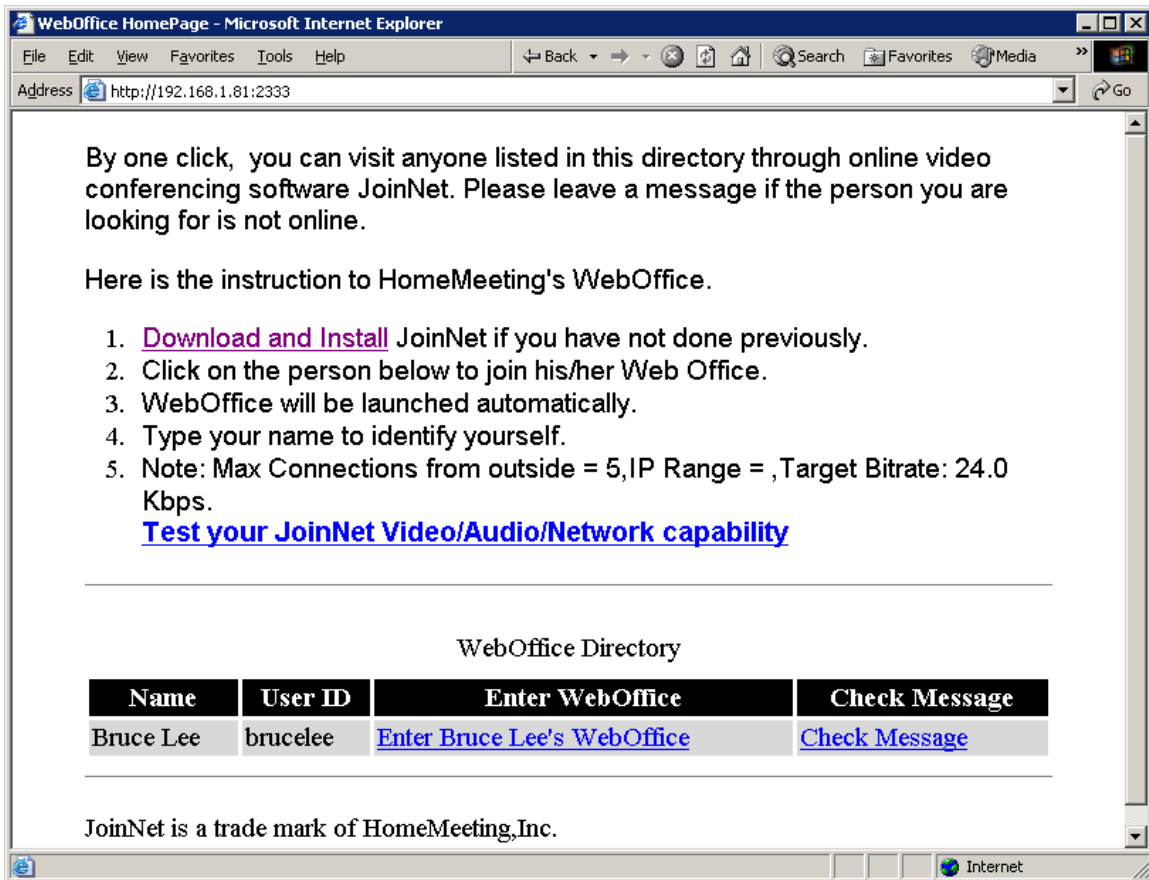 WebOffice HomePage - Microsoft Internet Explorer
File Edit View Favorites Tools Help Back Search Favorites Media »
Address http://192.168.1.81:2333 Go
By one click, you can visit anyone listed in this directory through online video
conferencing software JoinNet. Please leave a message if the person you are
looking for is not online.
Here is the instruction to HomeMeeting's WebOffice.
1. Download and Install JoinNet if you have not done previously.
2. Click on the person below to join his/her Web Office.
3. WebOffice will be launched automatically.
4. Type your name to identify yourself.
5. Note: Max Connections from outside = 5,IP Range = ,Target Bitrate: 24.0
Kbps.
Test your JoinNet Video/Audio/Network capability
WebOffice Directory
Name User ID Enter WebOffice Check Message
Bruce Lee brucelee Enter Bruce Lee's WebOffice Check Message
JoinNet is a trade mark of HomeMeeting,Inc.
Internet